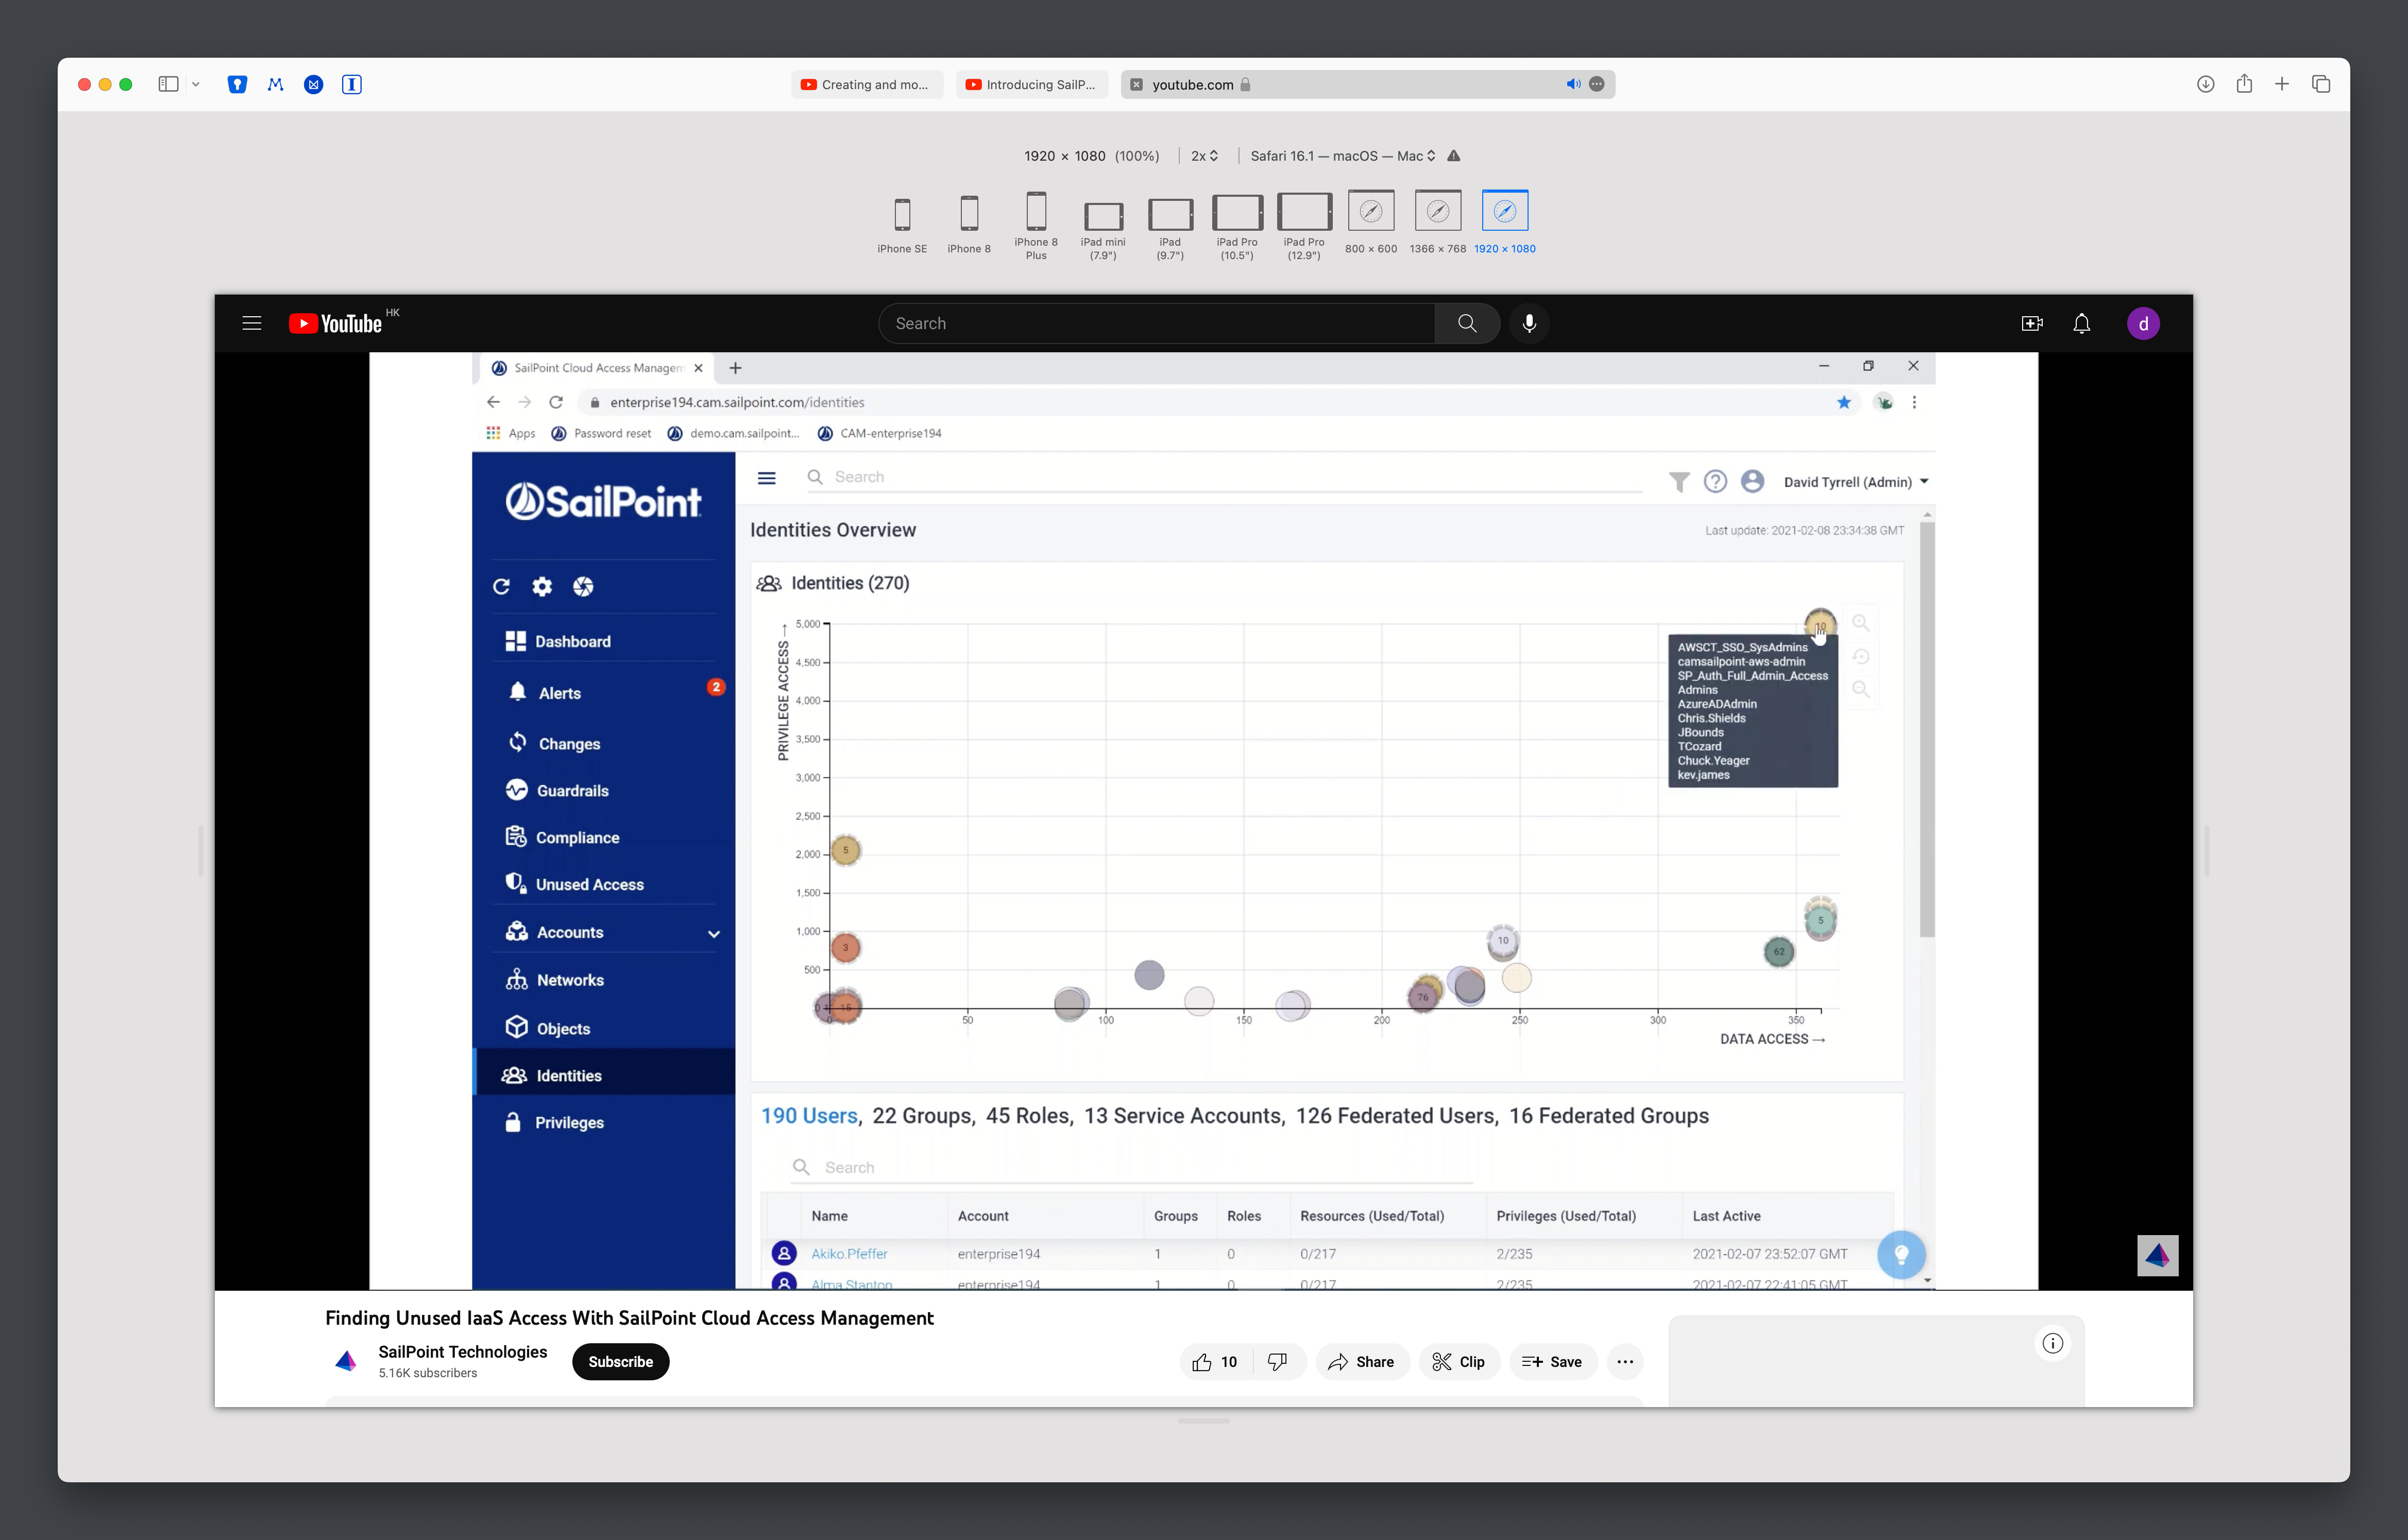 Creating and mo...
Introducing SailP...
youtube.com
1920 × 1080 (100%)
2x
Safari 16.1 — macOS — Mac
iPhone SE
iPhone 8
iPhone 8 Plus
iPad mini (7.9")
iPad (9.7")
iPad Pro (10.5")
iPad Pro (12.9")
800 × 600
1366 × 768
1920 × 1080
YouTube HK
Search
d
SailPoint Cloud Access Managem
enterprise194.cam.sailpoint.com/identities
Apps
Password reset
demo.cam.sailpoint...
CAM-enterprise194
SailPoint
Search
David Tyrrell (Admin)
Dashboard
Alerts
2
Changes
Guardrails
Compliance
Unused Access
Accounts
Networks
Objects
Identities
Privileges
Identities Overview
Last update: 2021-02-08 23:34:38 GMT
Identities (270)
PRIVILEGE ACCESS →
5,000
4,500
4,000
3,500
3,000
2,500
2,000
1,500
1,000
500
0
50
100
150
200
250
300
350
DATA ACCESS →
10
AWSCT_SSO_SysAdmins
camsailpoint-aws-admin
SP_Auth_Full_Admin_Access
Admins
AzureADAdmin
Chris.Shields
JBounds
TCozard
Chuck.Yeager
kev.james
5
3
15
76
10
62
5
190 Users, 22 Groups, 45 Roles, 13 Service Accounts, 126 Federated Users, 16 Federated Groups
Search
Name Account Groups Roles Resources (Used/Total) Privileges (Used/Total) Last Active
Akiko.Pfeffer enterprise194 1 0 0/217 2/235 2021-02-07 23:52:07 GMT
Alma.Stanton enterprise194 1 0 0/217 2/235 2021-02-07 22:41:05 GMT
Finding Unused IaaS Access With SailPoint Cloud Access Management
SailPoint Technologies
5.16K subscribers
Subscribe
10
Share
Clip
Save